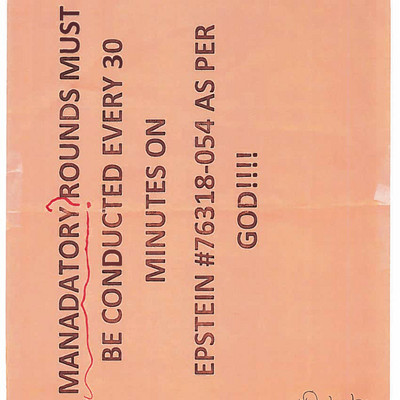 MANADATORY ROUNDS MUST
BE CONDUCTED EVERY 30
MINUTES ON
EPSTEIN #76318-054 AS PER
GOD!!!!